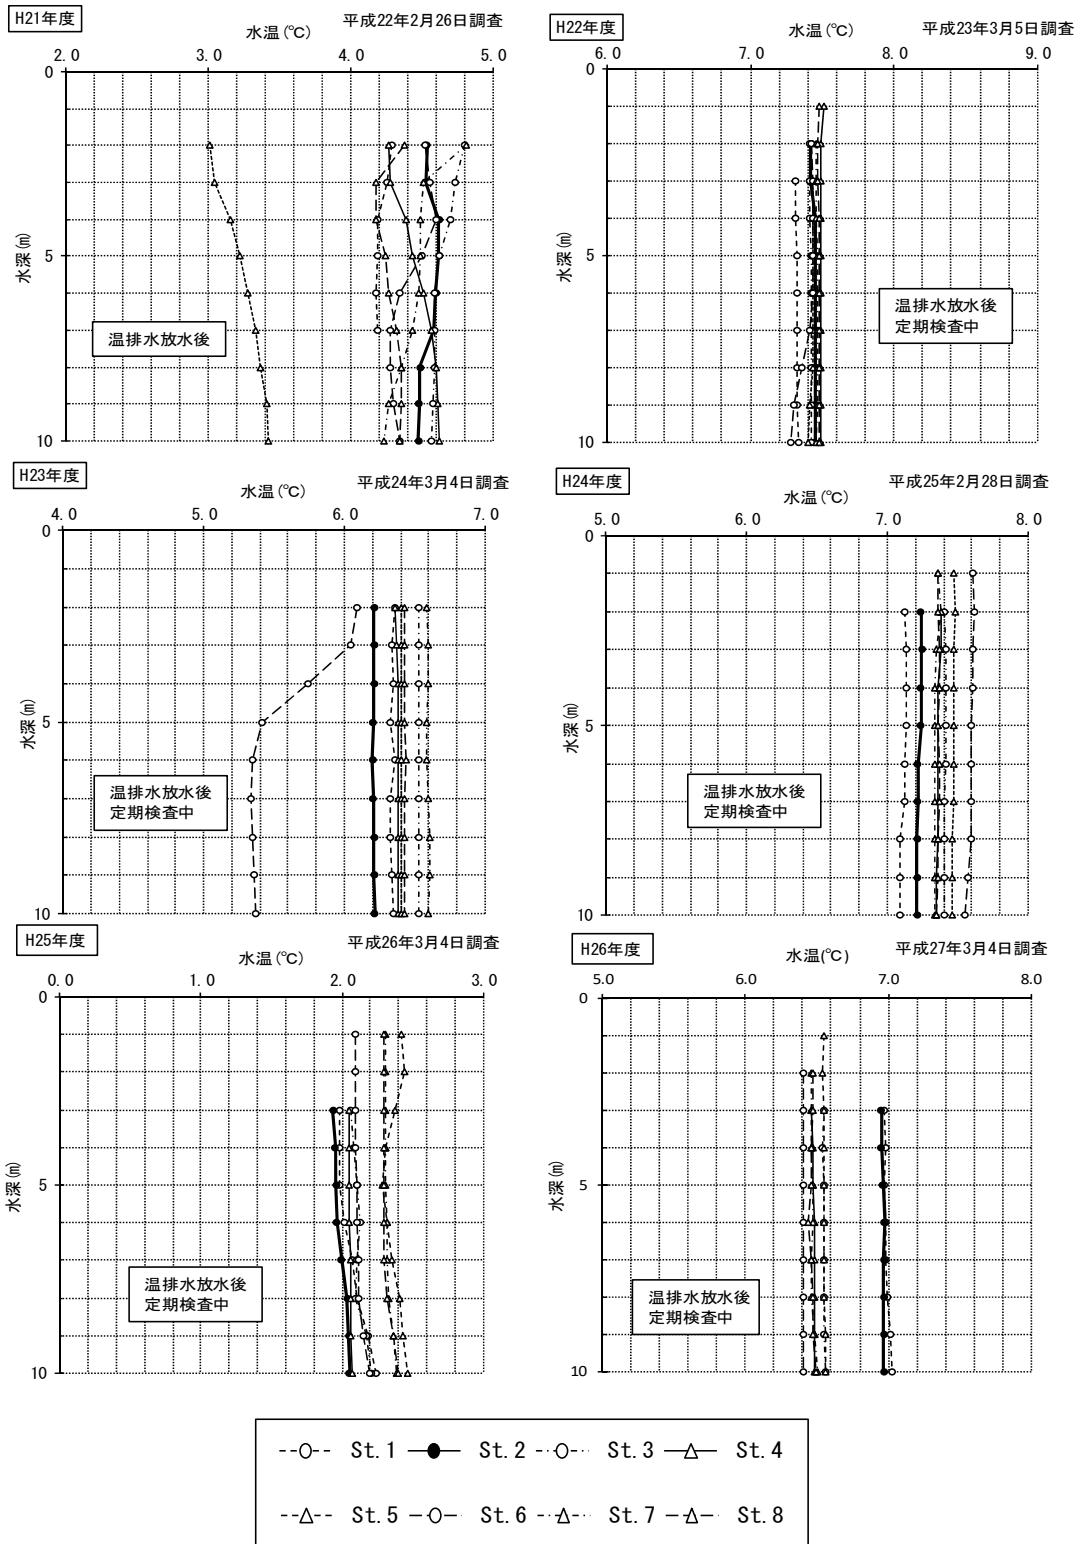 H21年度
水温(℃)
平成22年2月26日調査
2.0 3.0 4.0 5.0
0
5
10
水深(m)
温排水放水後
H22年度
水温(℃)
平成23年3月5日調査
6.0 7.0 8.0 9.0
0
5
10
水深(m)
温排水放水後
定期検査中
H23年度
水温(℃)
平成24年3月4日調査
4.0 5.0 6.0 7.0
0
5
10
水深(m)
温排水放水後
定期検査中
H24年度
水温(℃)
平成25年2月28日調査
5.0 6.0 7.0 8.0
0
5
10
水深(m)
温排水放水後
定期検査中
H25年度
水温(℃)
平成26年3月4日調査
0.0 1.0 2.0 3.0
0
5
10
水深(m)
温排水放水後
定期検査中
H26年度
水温(℃)
平成27年3月4日調査
5.0 6.0 7.0 8.0
0
5
10
水深(m)
温排水放水後
定期検査中
St.1 St.2 St.3 St.4
St.5 St.6 St.7 St.8